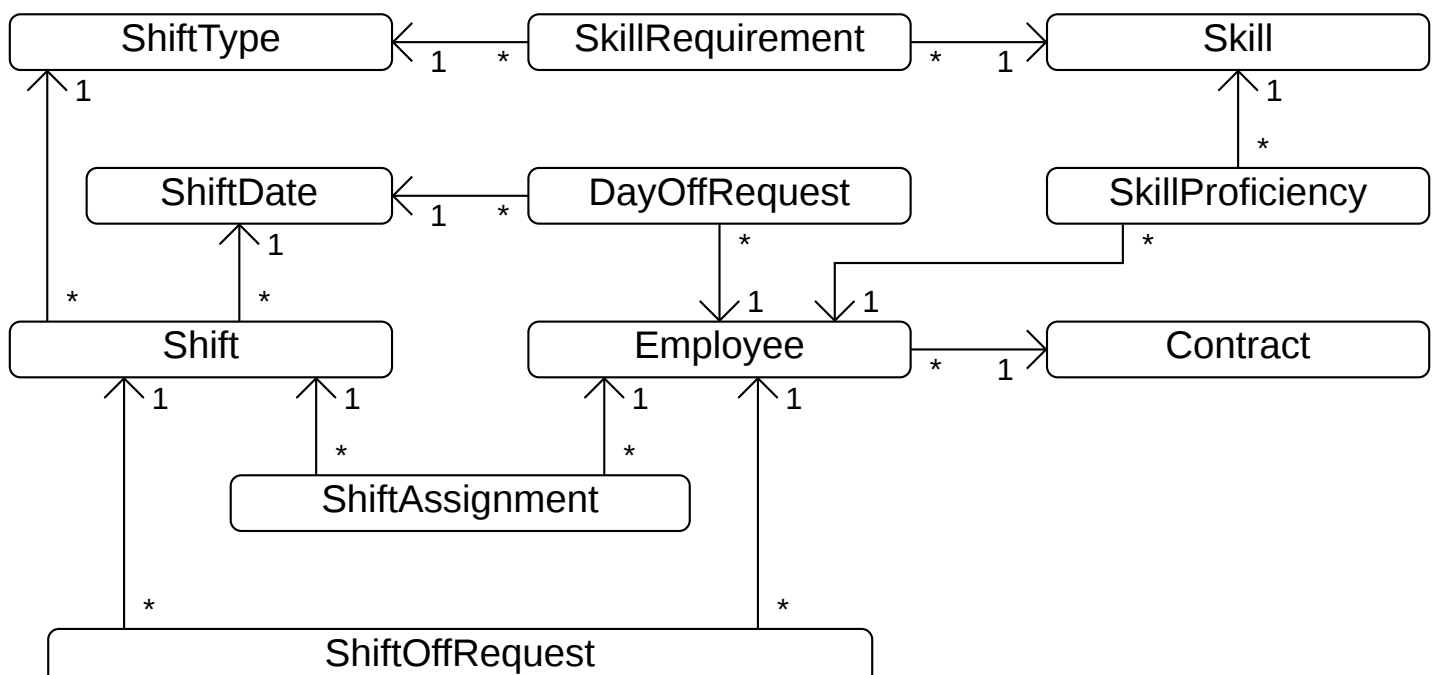 ShiftType
1
*
SkillRequirement
*
1
Skill
1
1
*
ShiftDate
1
*
DayOffRequest
SkillProficiency
1
*
*
*
*
1
1
Shift
Employee
*
1
Contract
1
1
1
1
*
*
ShiftAssignment
*
*
ShiftOffRequest